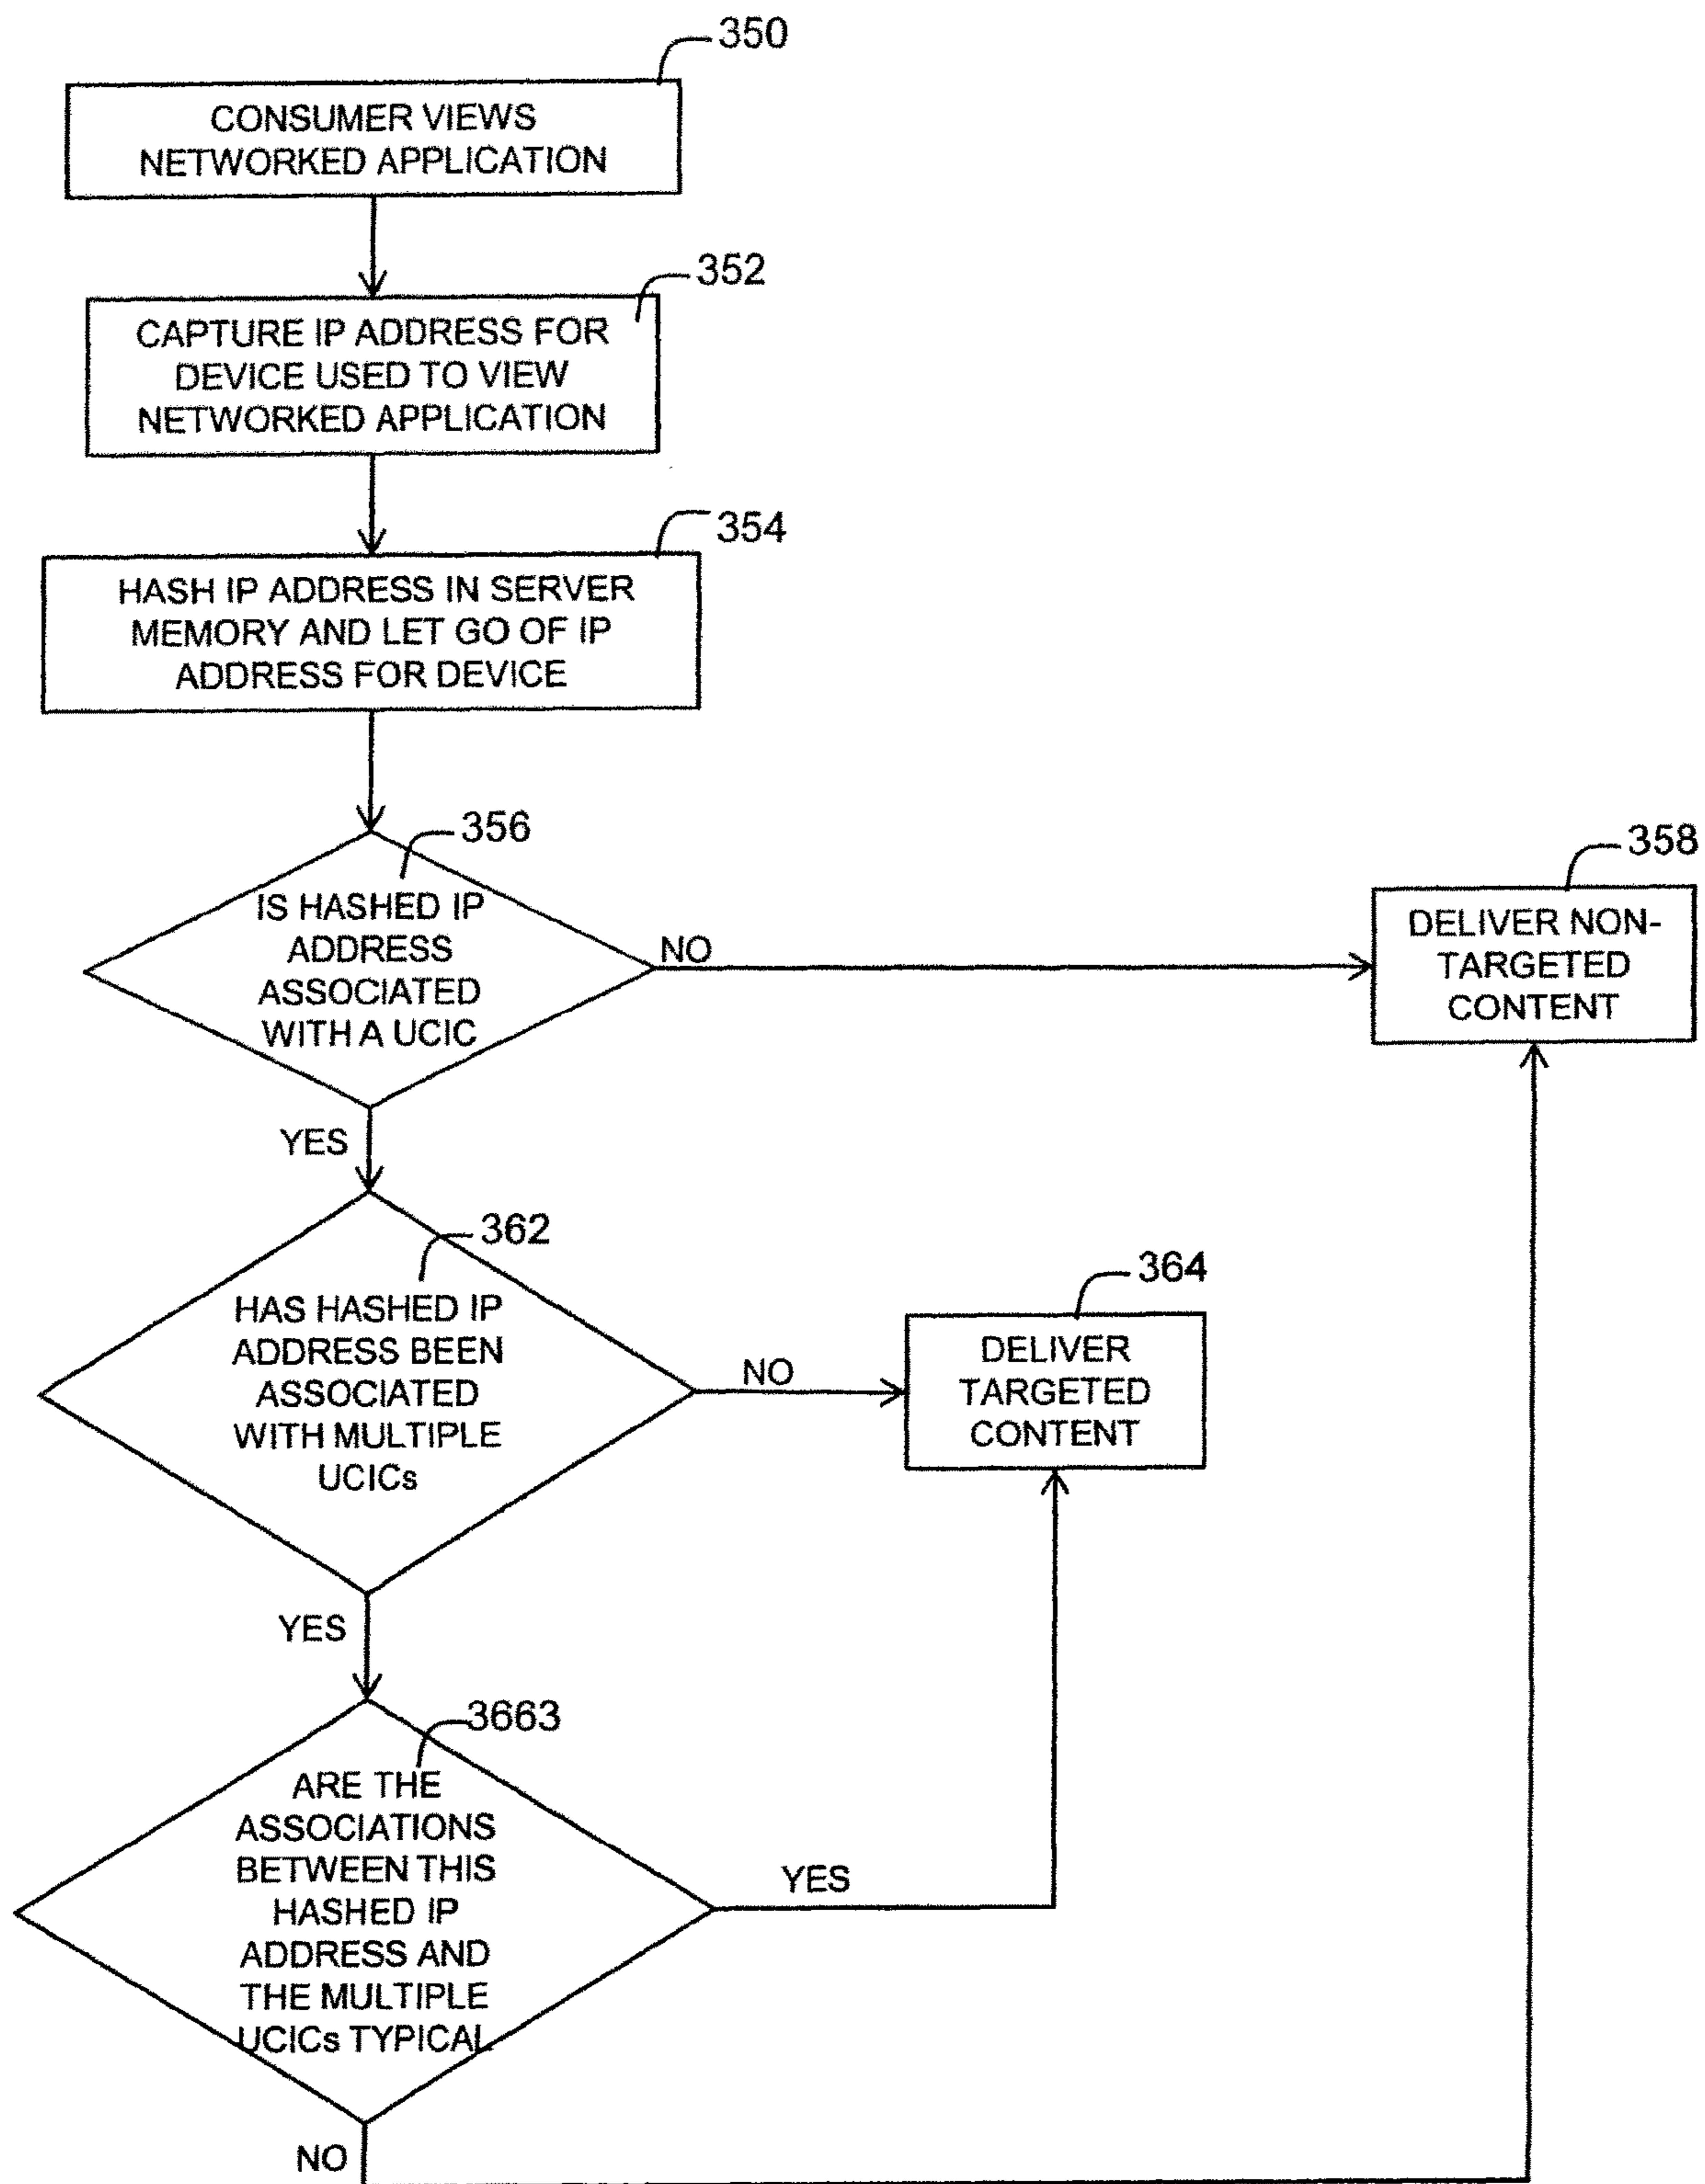 350
CONSUMER VIEWS
NETWORKED APPLICATION
352
CAPTURE IP ADDRESS FOR
DEVICE USED TO VIEW
NETWORKED APPLICATION
354
HASH IP ADDRESS IN SERVER
MEMORY AND LET GO OF IP
ADDRESS FOR DEVICE
356
IS HASHED IP
ADDRESS
ASSOCIATED
WITH A UCIC
NO
358
DELIVER NON-
TARGETED
CONTENT
YES
362
HAS HASHED IP
ADDRESS BEEN
ASSOCIATED
WITH MULTIPLE
UCICs
NO
364
DELIVER
TARGETED
CONTENT
YES
3663
ARE THE
ASSOCIATIONS
BETWEEN THIS
HASHED IP
ADDRESS AND
THE MULTIPLE
UCICs TYPICAL
YES
NO